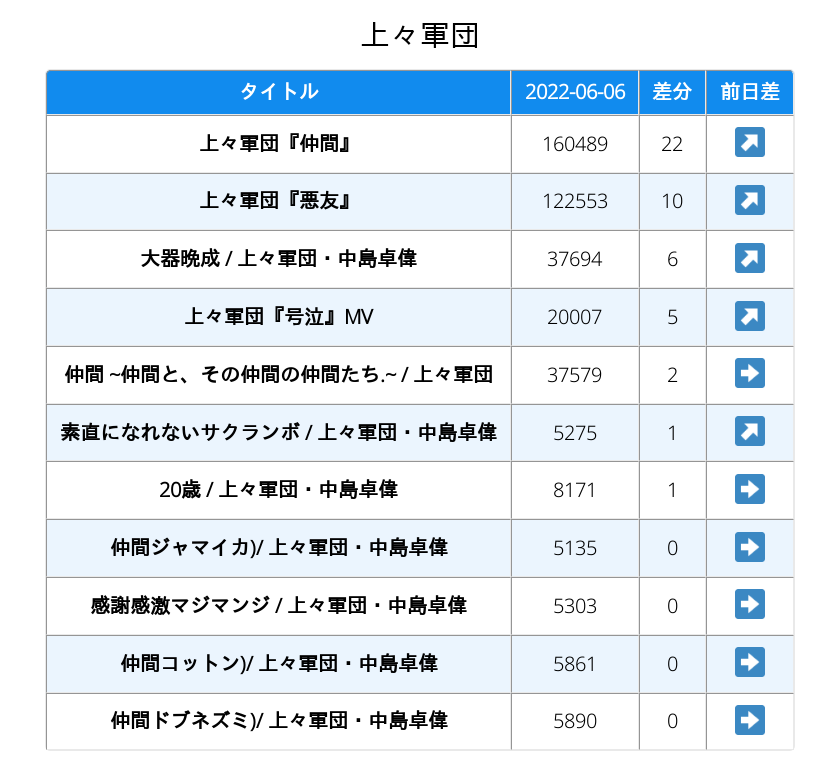 上々軍団
タイトル 2022-06-06 差分 前日差
上々軍団『仲間』 160489 22
上々軍団『悪友』 122553 10
大器晩成 / 上々軍団・中島卓偉 37694 6
上々軍団『号泣』MV 20007 5
仲間 ~仲間と、その仲間の仲間たち.~ / 上々軍団 37579 2
素直になれないサクランボ / 上々軍団・中島卓偉 5275 1
20歳 / 上々軍団・中島卓偉 8171 1
仲間ジャマイカ)/ 上々軍団・中島卓偉 5135 0
感謝感激マジマンジ / 上々軍団・中島卓偉 5303 0
仲間コットン)/ 上々軍団・中島卓偉 5861 0
仲間ドブネズミ)/ 上々軍団・中島卓偉 5890 0